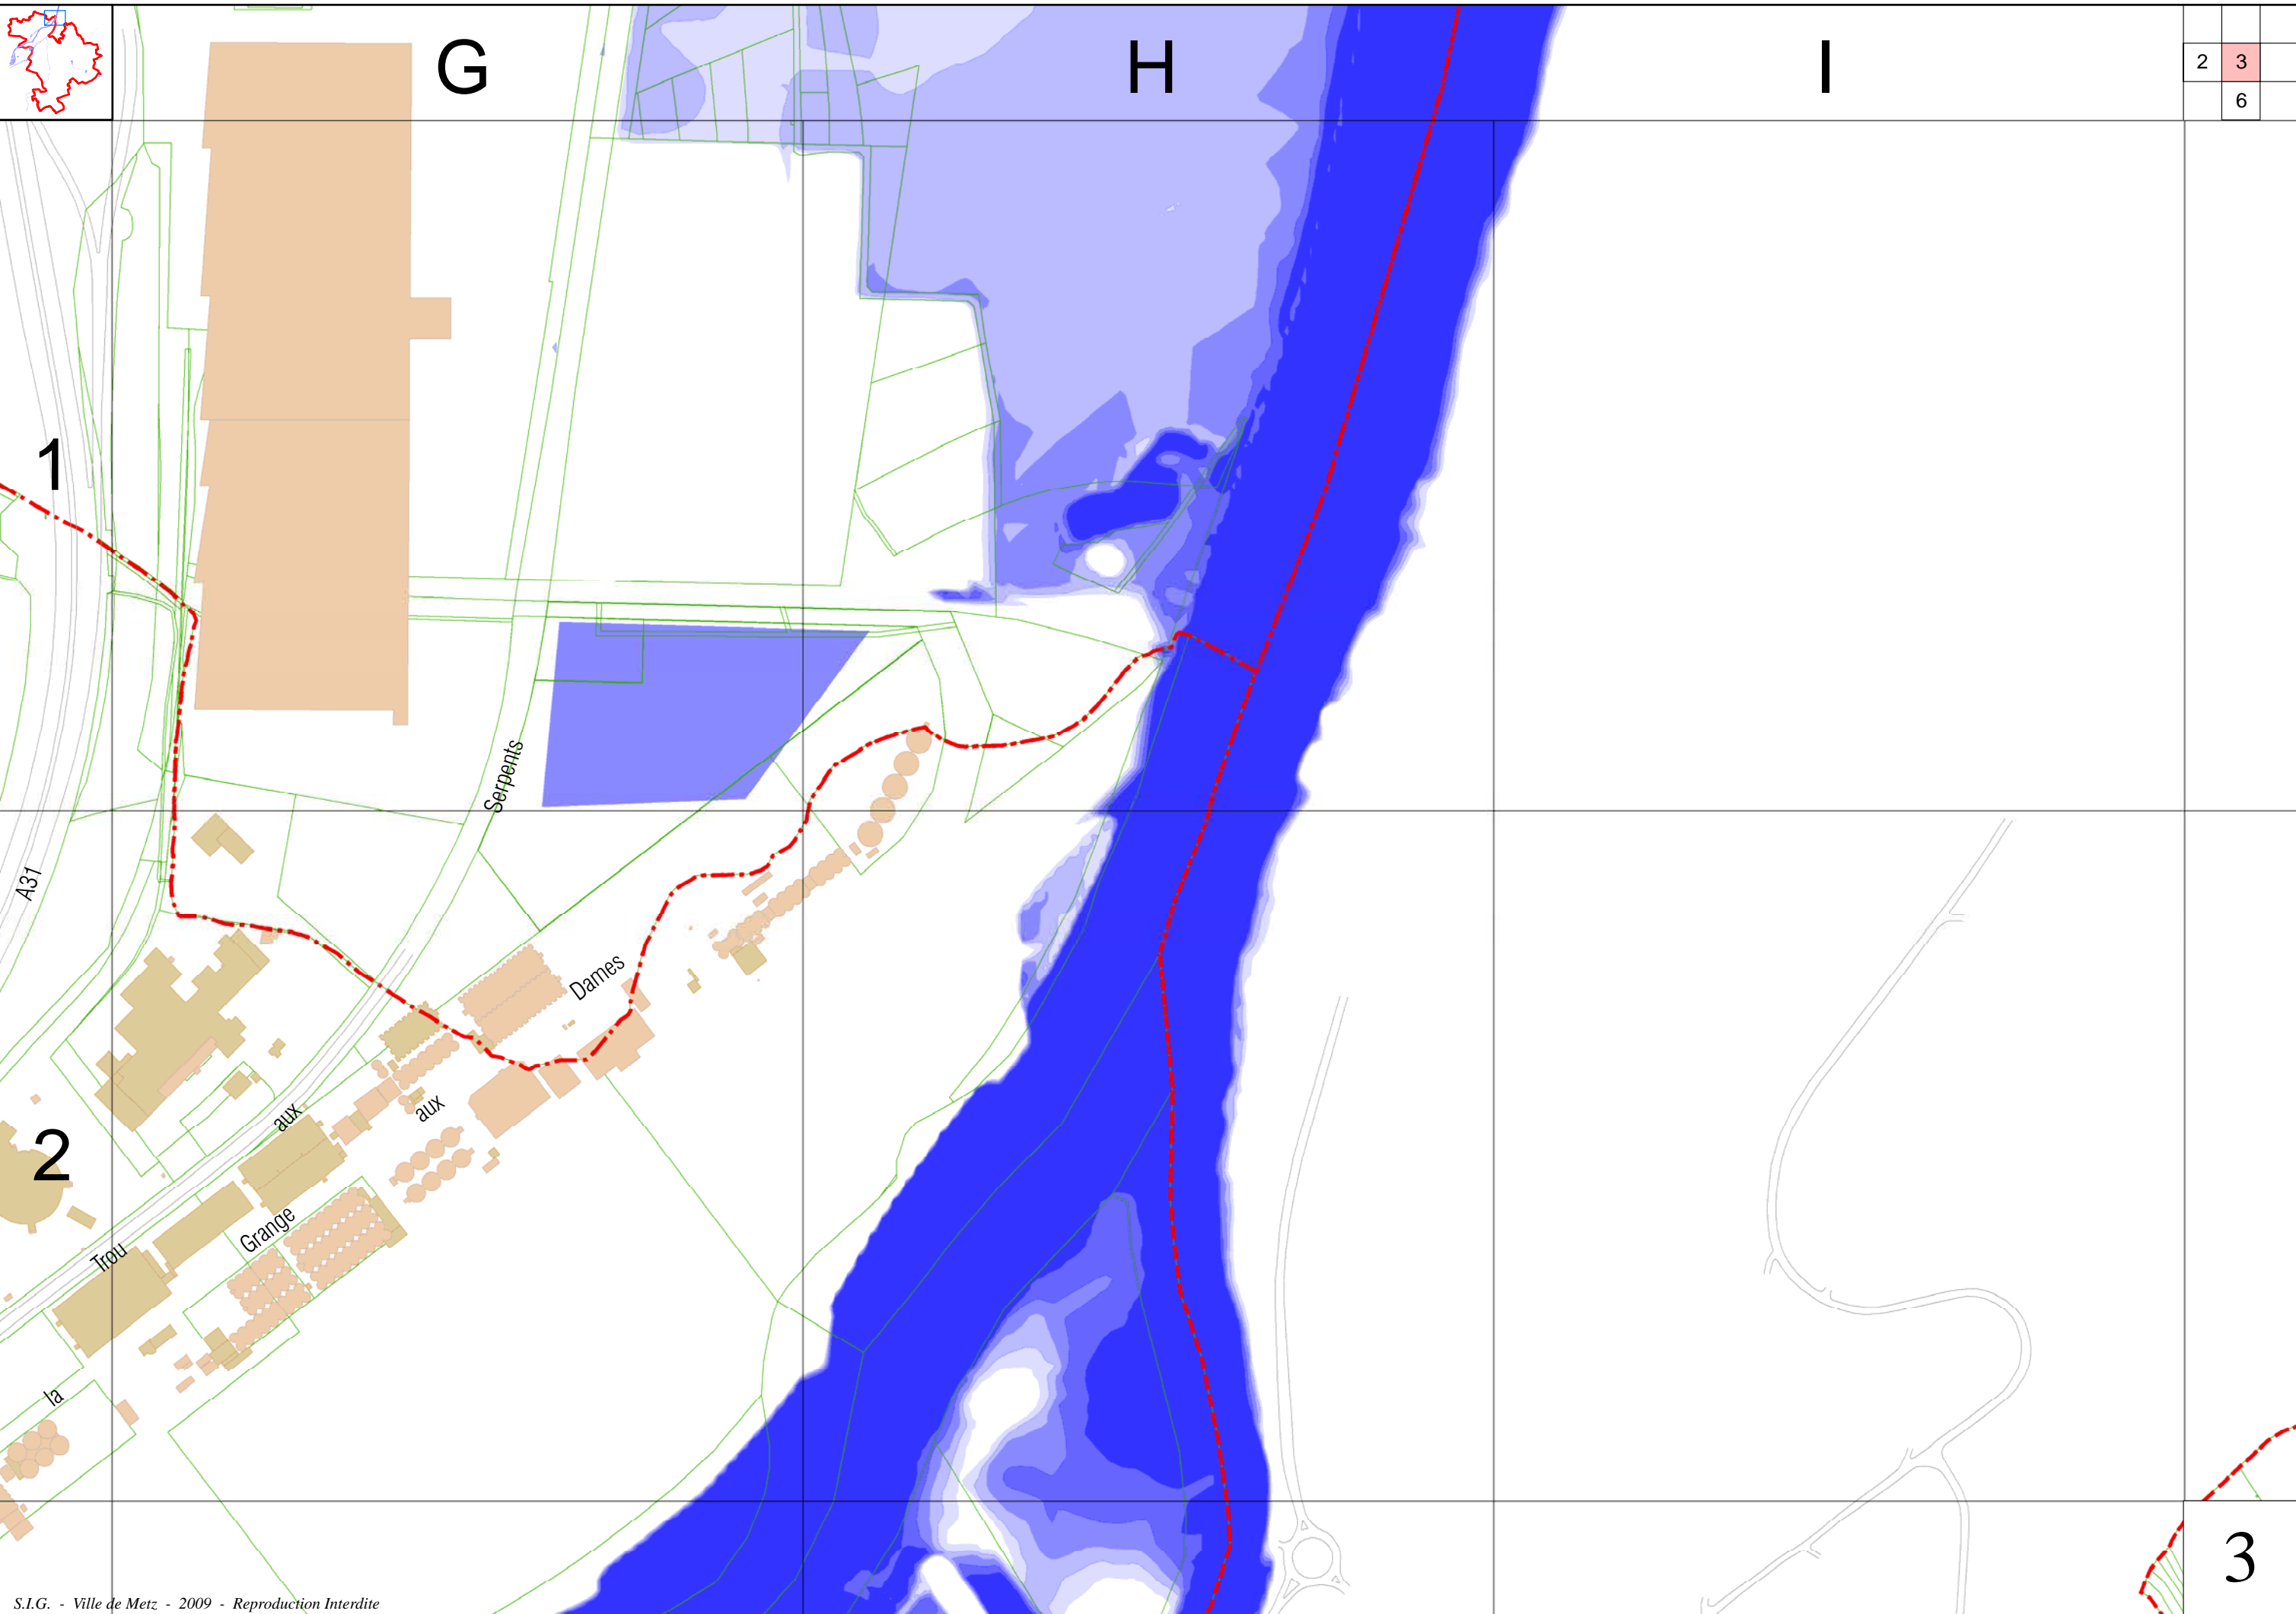 G
H
I
2 3
6
1
Serpents
A31
Dames
aux
aux
2
Grange
Trou
la
3
S.I.G. - Ville de Metz - 2009 - Reproduction Interdite